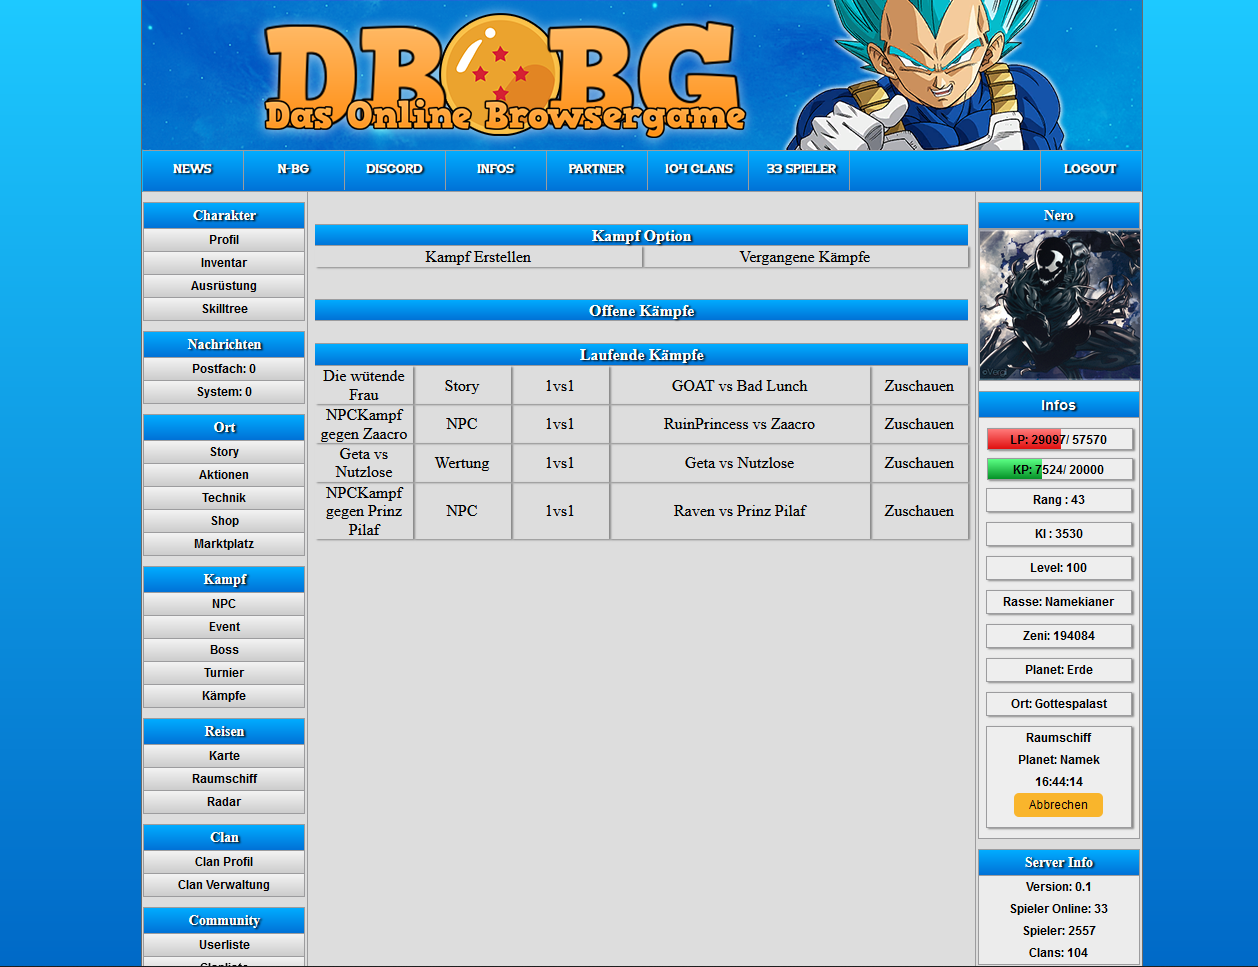 DB BG
Das Online Browsergame
NEWS
N-BG
DISCORD
INFOS
PARTNER
104 CLANS
33 SPIELER
LOGOUT
Charakter
Profil
Inventar
Ausrüstung
Skilltree
Nachrichten
Postfach: 0
System: 0
Ort
Story
Aktionen
Technik
Shop
Marktplatz
Kampf
NPC
Event
Boss
Turnier
Kämpfe
Reisen
Karte
Raumschiff
Radar
Clan
Clan Profil
Clan Verwaltung
Community
Userliste
Kampf Option
Kampf Erstellen
Vergangene Kämpfe
Offene Kämpfe
Laufende Kämpfe
Die wütende
Frau
Story
1vs1
GOAT vs Bad Lunch
Zuschauen
NPCKampf
gegen Zaacro
NPC
1vs1
RuinPrincess vs Zaacro
Zuschauen
Geta vs
Nutzlose
Wertung
1vs1
Geta vs Nutzlose
Zuschauen
NPCKampf
gegen Prinz
Pilaf
NPC
1vs1
Raven vs Prinz Pilaf
Zuschauen
Nero
Infos
LP: 29097/ 57570
KP: 7524/ 20000
Rang : 43
KI : 3530
Level: 100
Rasse: Namekianer
Zeni: 194084
Planet: Erde
Ort: Gottespalast
Raumschiff
Planet: Namek
16:44:14
Abbrechen
Server Info
Version: 0.1
Spieler Online: 33
Spieler: 2557
Clans: 104